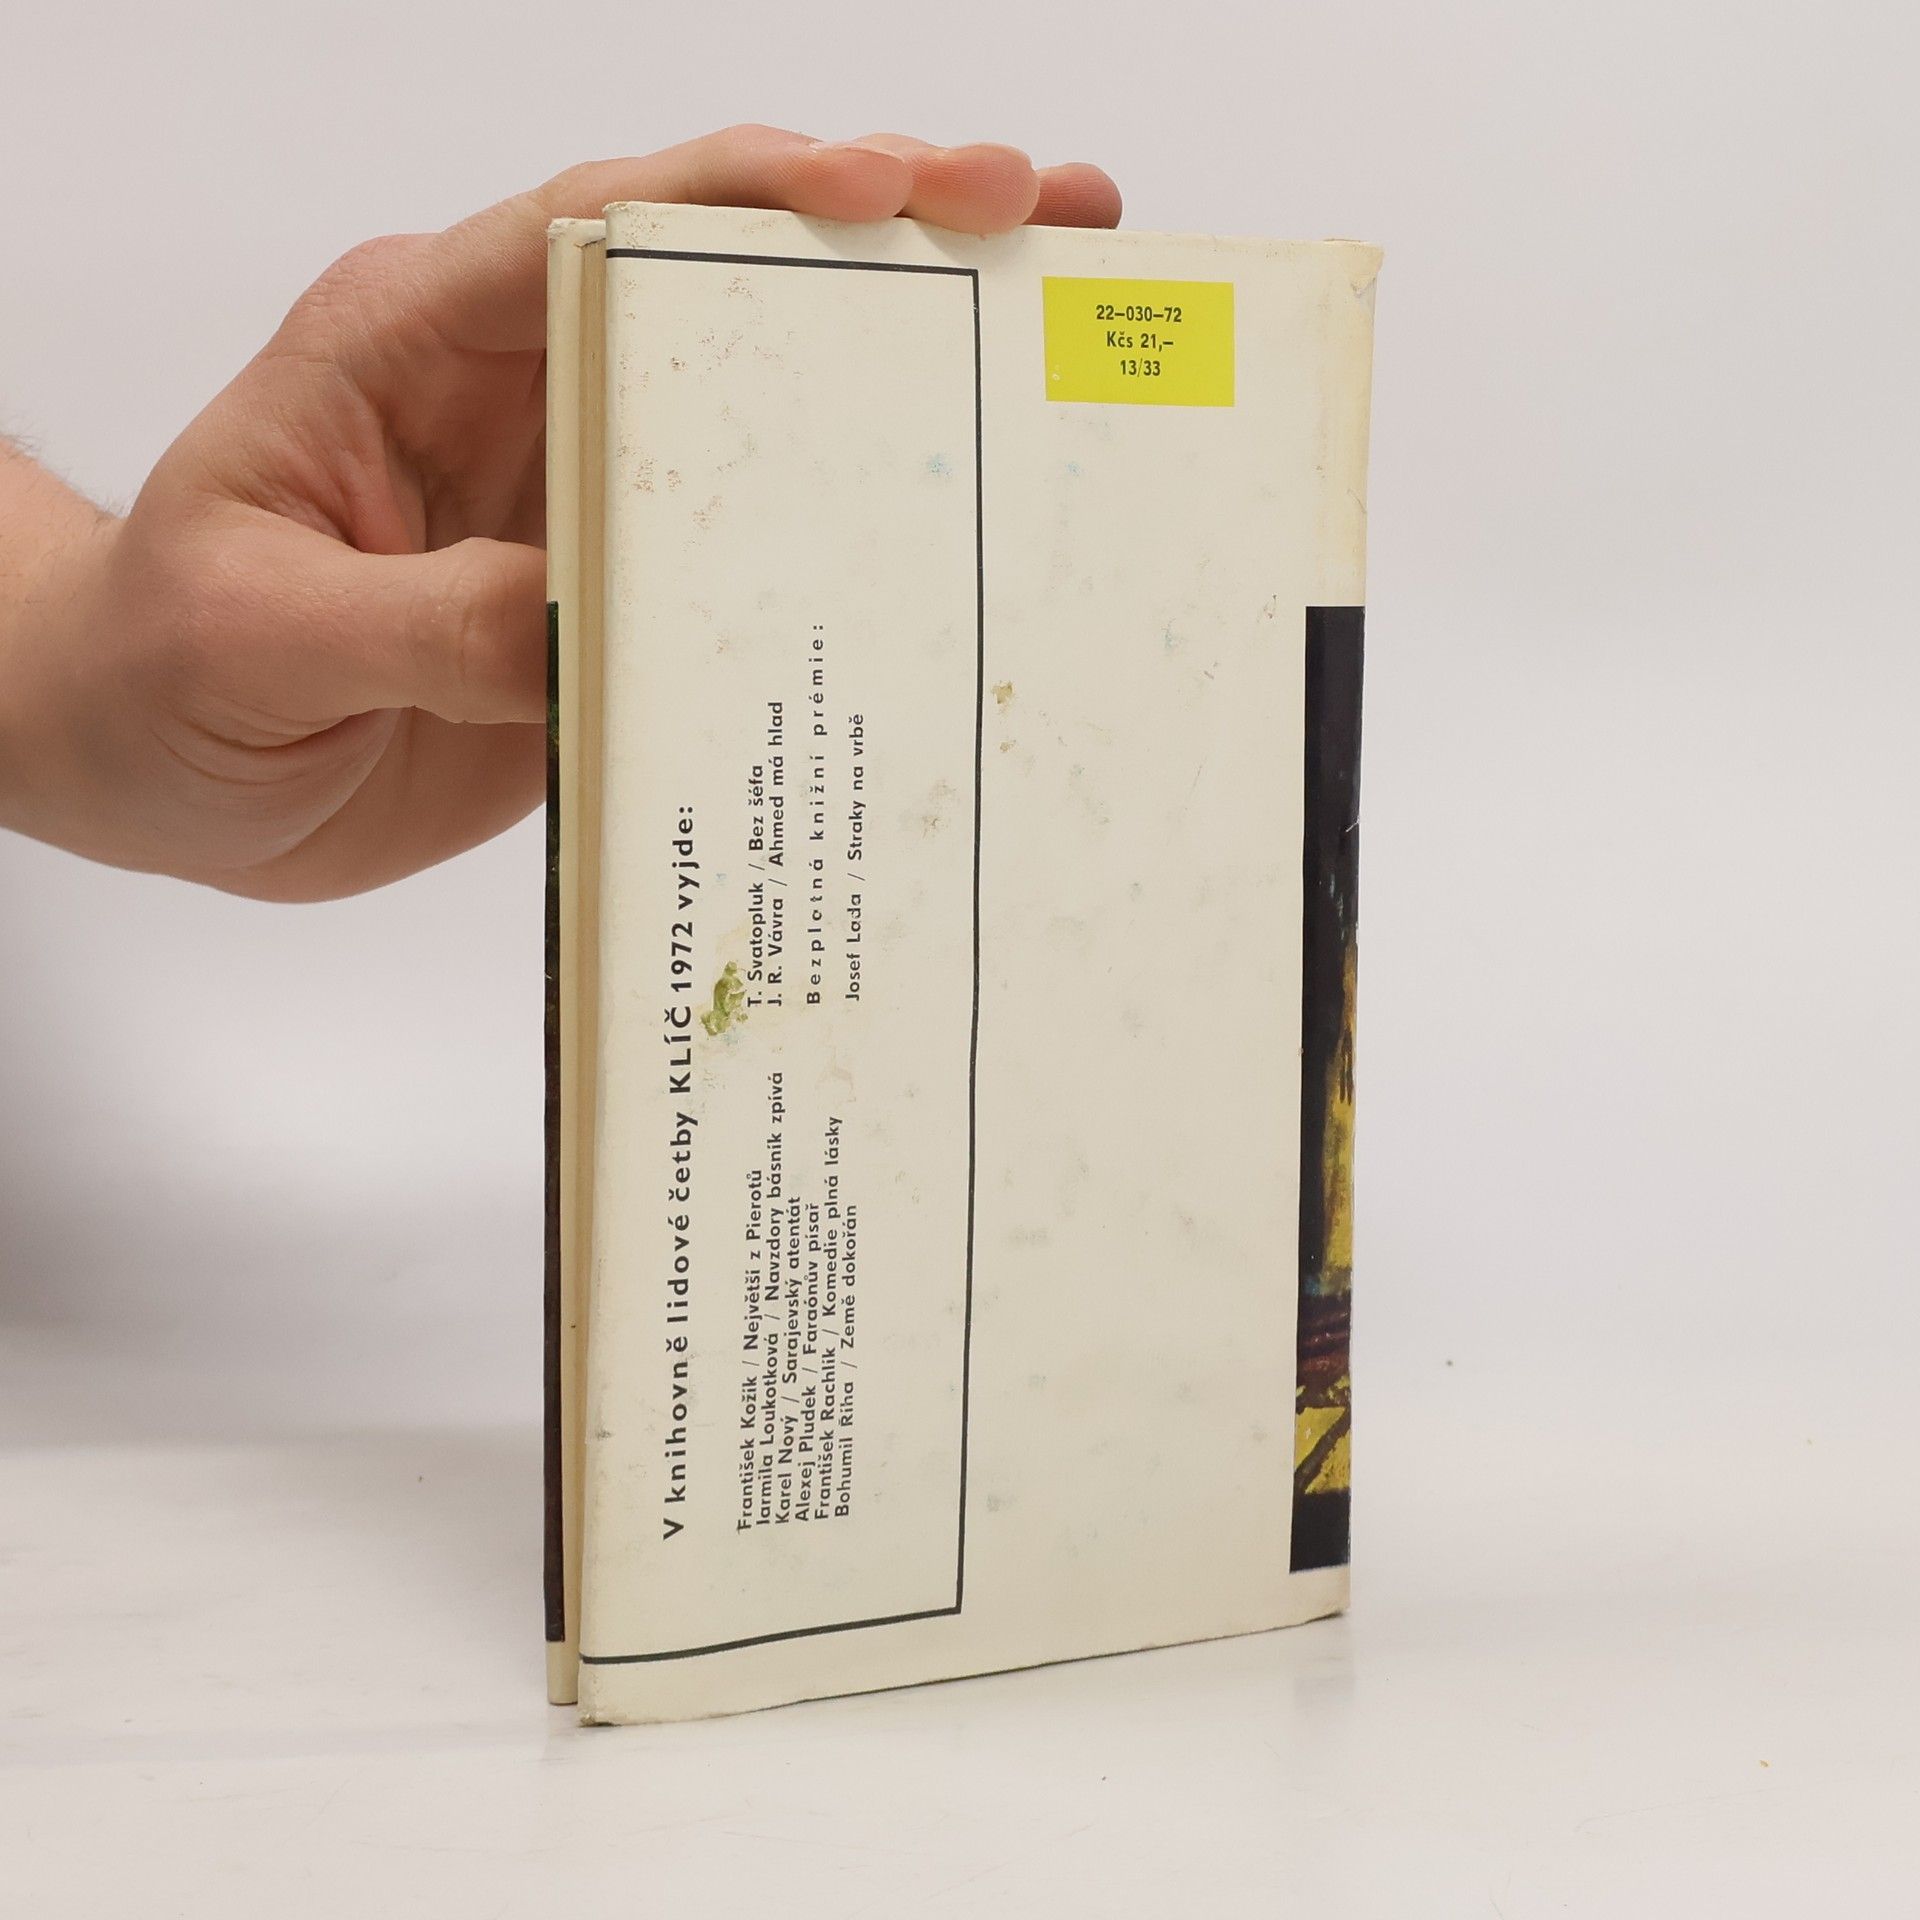 22–030–72
Kčs 21,–
13/33
V knihovně lidové četby KLÍČ 1972 vyjde:
František Kožík / Největší z Pierotů
Jarmila Loukotková / Navzdory básník zpívá
Karel Nový / Sarajevský atentát
Alexej Pludek / Faraónův písař
František Rachlík / Komedie plná lásky
Bohumil Říha / Země dokořán
T. Svatopluk / Bez šéfa
J. R. Vávra / Ahmed má hlad
Bezplatná knižní prémie:
Josef Lada / Straky na vrbě